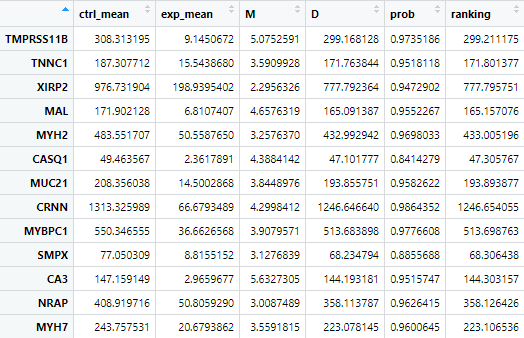 ctrl_mean exp_mean M D prob ranking
TMPRSS11B 308.313195 9.1450672 5.0752591 299.168128 0.9735186 299.211175
TNNC1 187.307712 15.5438680 3.5909928 171.763844 0.9518118 171.801377
XIRP2 976.731904 198.9395402 2.2956326 777.792364 0.9472902 777.795751
MAL 171.902128 6.8107407 4.6576319 165.091387 0.9552267 165.157076
MYH2 483.551707 50.5587650 3.2576370 432.992942 0.9698033 433.005196
CASQ1 49.463567 2.3617891 4.3884142 47.101777 0.8414279 47.305767
MUC21 208.356038 14.5002868 3.8448976 193.855751 0.9582622 193.893877
CRNN 1313.325989 66.6793489 4.2998412 1246.646640 0.9864352 1246.654055
MYBPC1 550.346555 36.6626568 3.9079571 513.683898 0.9776608 513.698763
SMPX 77.050309 8.8155152 3.1276839 68.234794 0.8855688 68.306438
CA3 147.159149 2.9659677 5.6327305 144.193181 0.9515747 144.303157
NRAP 408.919716 50.8059290 3.0087489 358.113787 0.9626415 358.126426
MYH7 243.757531 20.6793862 3.5591815 223.078145 0.9600645 223.106536